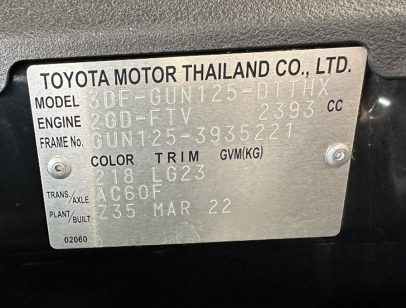 TOYOTA MOTOR THAILAND CO., LTD.
MODEL 3DF-GUN125-DTTHX
ENGINE 2GD-FTV 2393 CC
FRAME No. GUN125-3935221
COLOR TRIM GVM(KG)
218 LG23
TRANS./AXLE AC60F
PLANT/BUILT Z35 MAR 22
02060